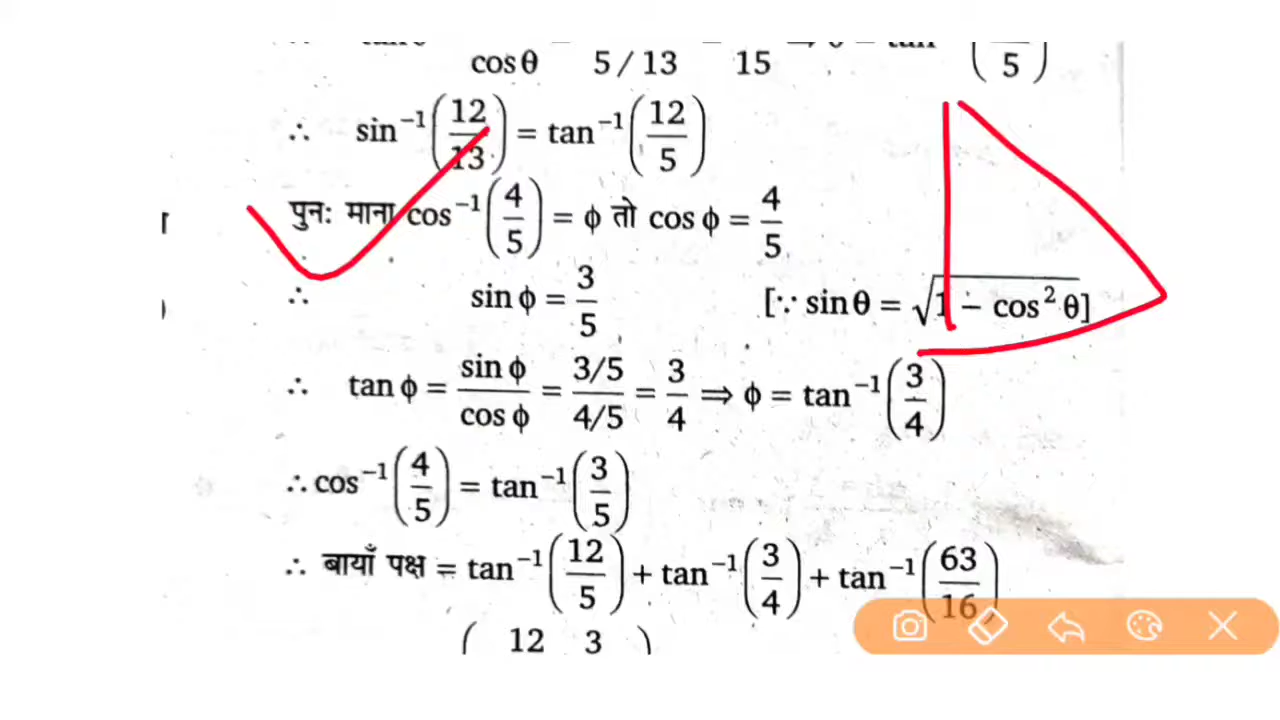 cos θ 5 / 13 15 5
∴ sin⁻¹(12/13) = tan⁻¹(12/5)
पुनः माना cos⁻¹(4/5) = ϕ तो cos ϕ = 4/5
∴ sin ϕ = 3/5 [∵ sin θ = √(1 − cos² θ)]
∴ tan ϕ = sin ϕ/cos ϕ = (3/5)/(4/5) = 3/4 ⇒ ϕ = tan⁻¹(3/4)
∴ cos⁻¹(4/5) = tan⁻¹(3/5)
∴ बायाँ पक्ष = tan⁻¹(12/5) + tan⁻¹(3/4) + tan⁻¹(63/16)
( 12 3 )